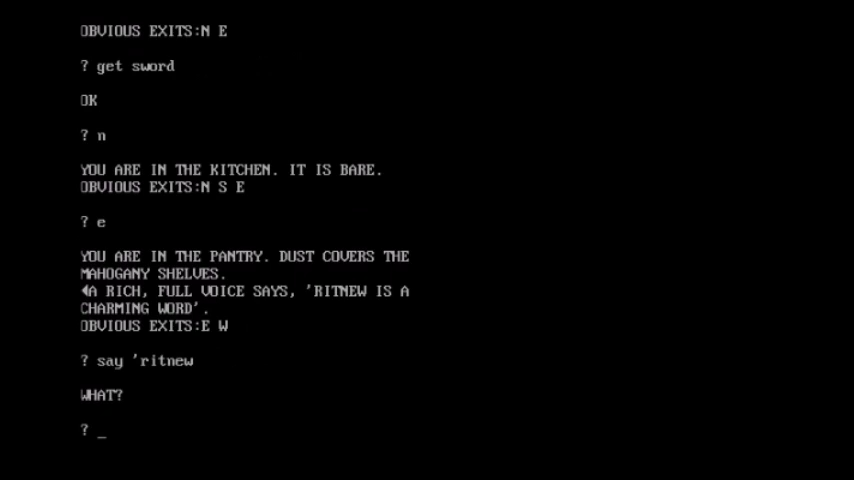 OBVIOUS EXITS:N E
? get sword
OK
? n
YOU ARE IN THE KITCHEN. IT IS BARE.
OBVIOUS EXITS:N S E
? e
YOU ARE IN THE PANTRY. DUST COVERS THE
MAHOGANY SHELVES.
A RICH, FULL VOICE SAYS, 'RITNEW IS A
CHARMING WORD'.
OBVIOUS EXITS:E W
? say 'ritnew
WHAT?
? _